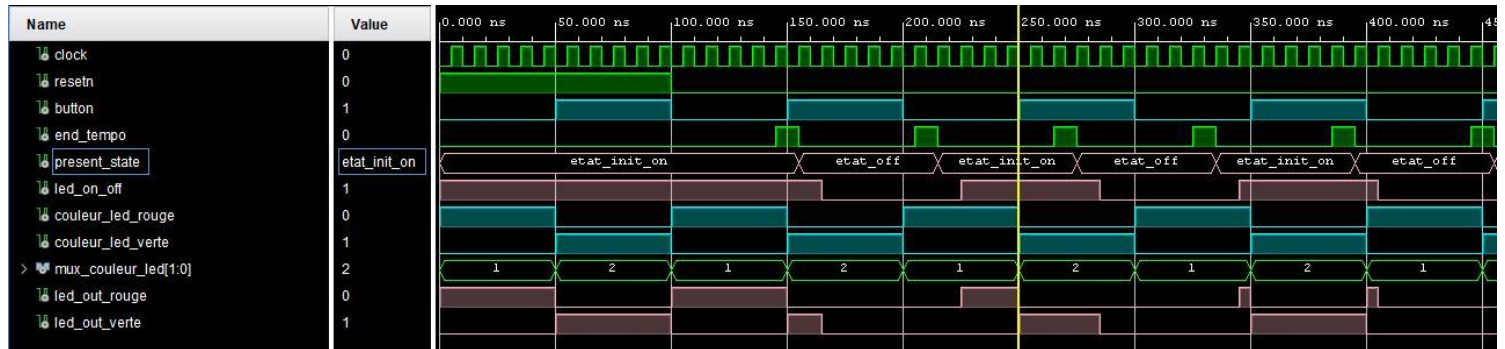 Name Value 0.000 ns 50.000 ns 100.000 ns 150.000 ns 200.000 ns 250.000 ns 300.000 ns 350.000 ns 400.000 ns 45
clock 0
resetn 0
button 1
end_tempo 0
present_state etat_init_on etat_init_on etat_off etat_init_on etat_off etat_init_on etat_off
led_on_off 1
couleur_led_rouge 0
couleur_led_verte 1
> mux_couleur_led[1:0] 2 1 2 1 2 1 2 1 2 1
led_out_rouge 0
led_out_verte 1